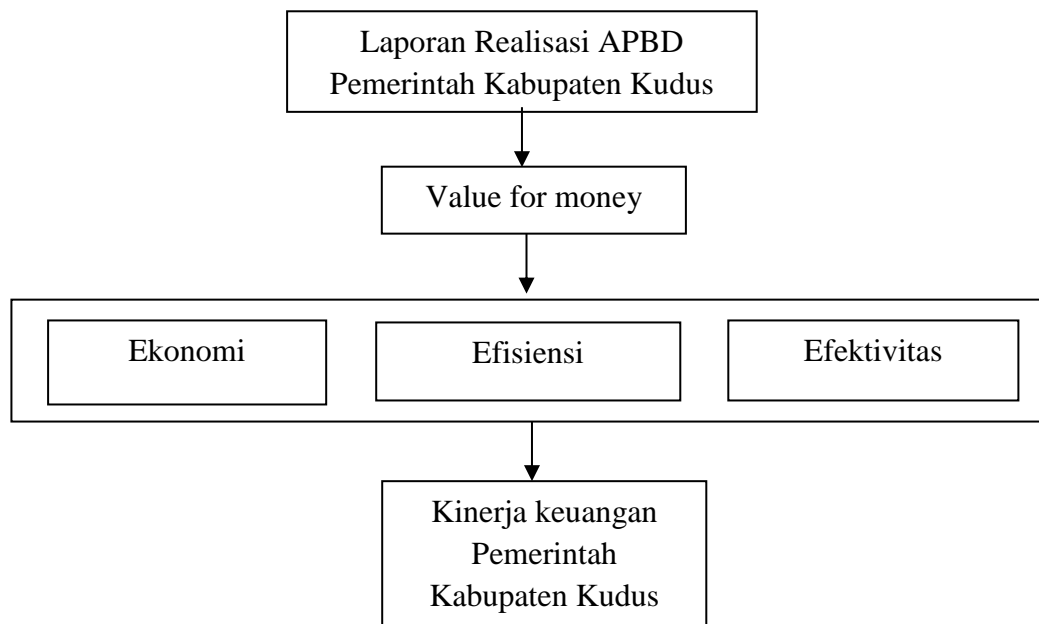 Laporan Realisasi APBD
Pemerintah Kabupaten Kudus
Value for money
Ekonomi
Efisiensi
Efektivitas
Kinerja keuangan
Pemerintah
Kabupaten Kudus